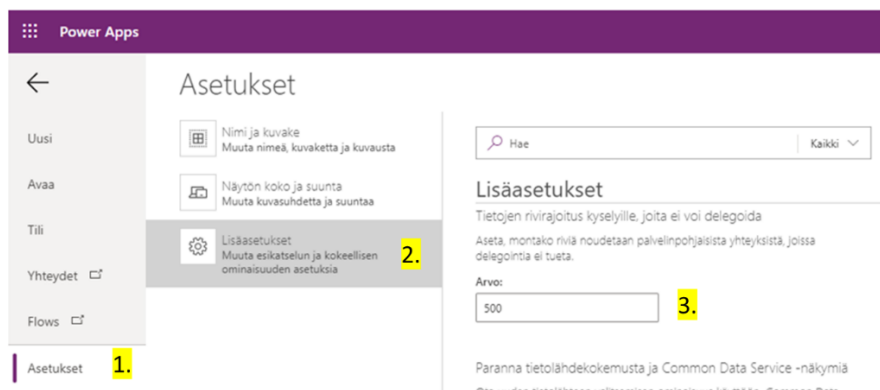 Power Apps
Asetukset
Uusi
Avaa
Tili
Yhteydet
Flows
Asetukset 1.
Nimi ja kuvake
Muuta nimeä, kuvaketta ja kuvausta
Näytön koko ja suunta
Muuta kuvasuhdetta ja suuntaa
Lisäasetukset
Muuta esikatselun ja kokeellisen
ominaisuuden asetuksia
2.
Hae Kaikki
Lisäasetukset
Tietojen rivirajoitus kyselyille, joita ei voi delegoida
Aseta, montako riviä noudetaan palvelinpohjaisista yhteyksistä, joissa
delegointia ei tueta.
Arvo:
500 3.
Paranna tietolähdekokemusta ja Common Data Service -näkymiä